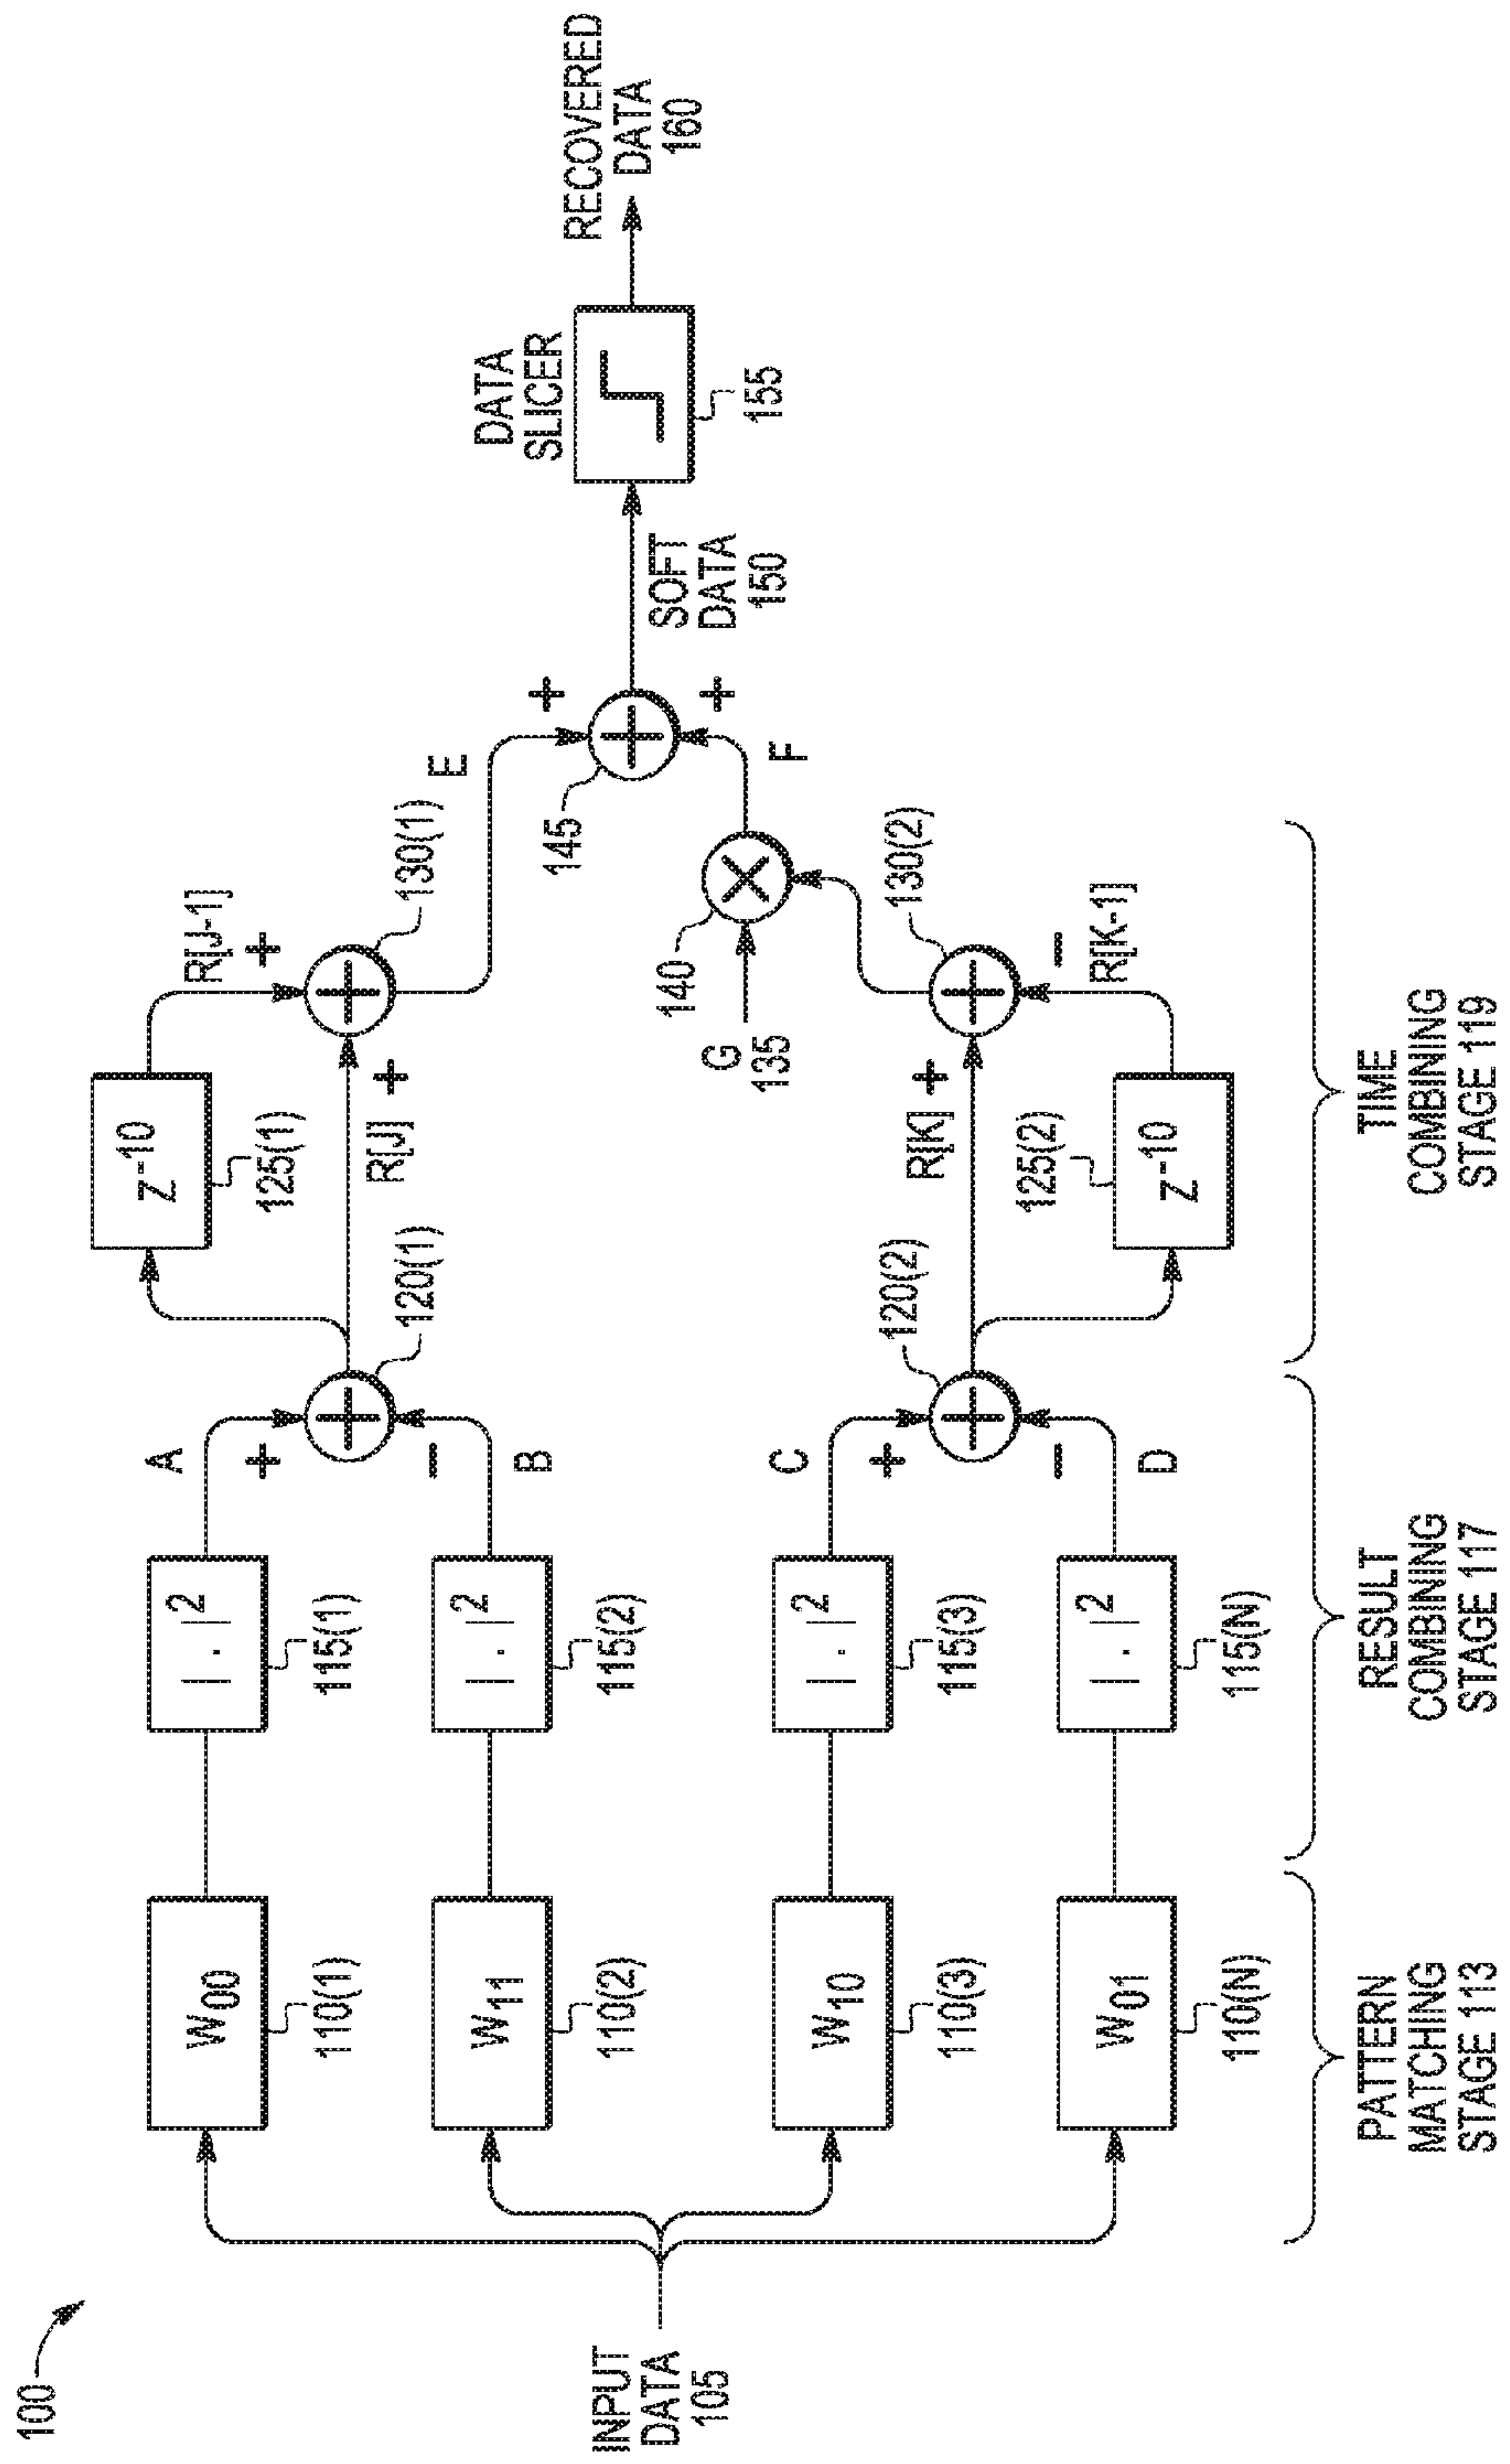 100
INPUT
DATA
105
W00
110(1)
W11
110(2)
W10
110(3)
W01
110(N)
PATTERN
MATCHING
STAGE 113
| . |2
115(1)
| . |2
115(2)
| . |2
115(3)
| . |2
115(N)
A
+
−
B
C
+
−
D
120(1)
120(2)
RESULT
COMBINING
STAGE 117
Z-10
125(1)
R[J]
+
R[J-1]
+
130(1)
R[K]
+
125(2)
Z-10
R[K-1]
−
130(2)
TIME
COMBINING
STAGE 119
G
135
140
E
F
145
+
+
SOFT
DATA
150
DATA
SLICER
155
RECOVERED
DATA
160